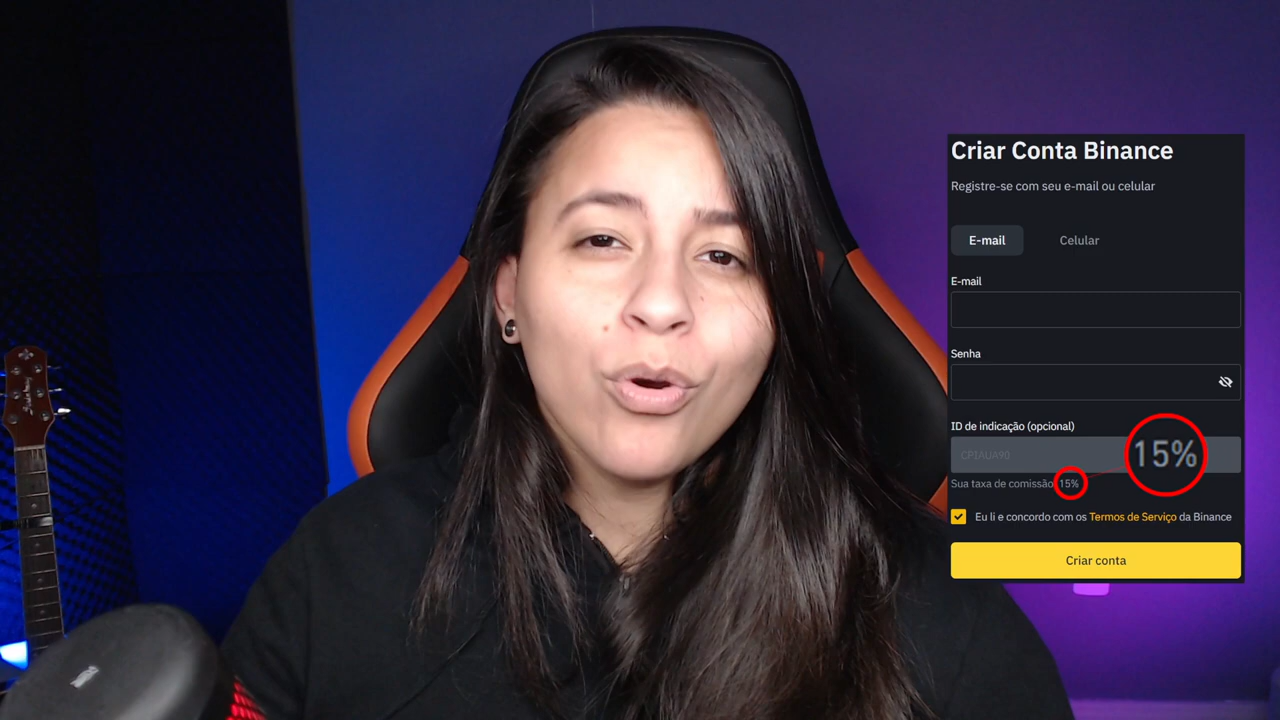 Criar Conta Binance
Registre-se com seu e-mail ou celular
E-mail
Celular
E-mail
Senha
ID de indicação (opcional)
CPIAUA90
15%
Sua taxa de comissão 15%
Eu li e concordo com os Termos de Serviço da Binance
Criar conta